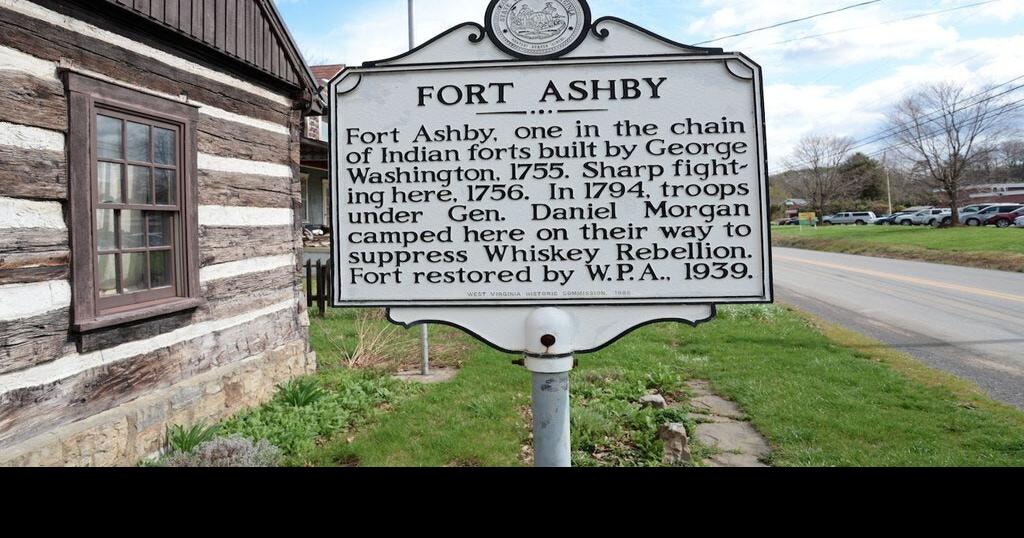 FORT ASHBY
Fort Ashby, one in the chain
of Indian forts built by George
Washington, 1755. Sharp fight-
ing here, 1756. In 1794, troops
under Gen. Daniel Morgan
camped here on their way to
suppress Whiskey Rebellion.
Fort restored by W.P.A., 1939.
WEST VIRGINIA HISTORIC COMMISSION,